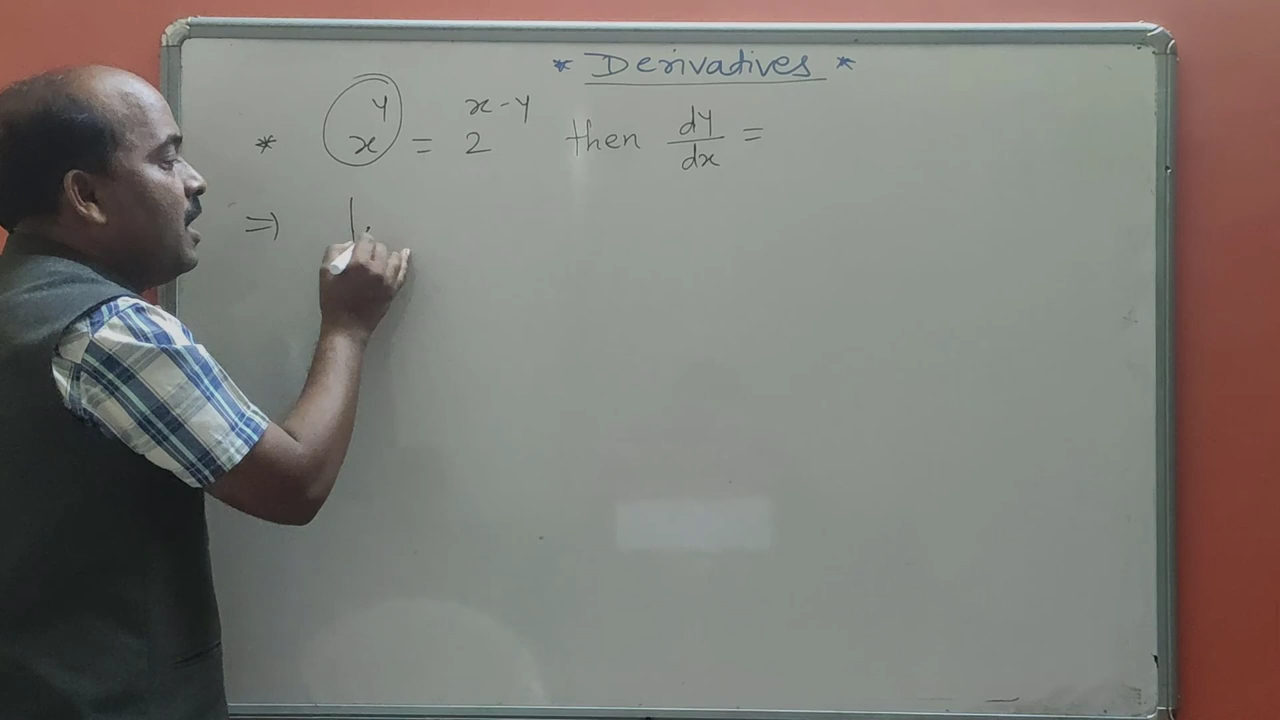 * Derivatives *
* x^y = 2^(x-y) then dy/dx =
⇒ l